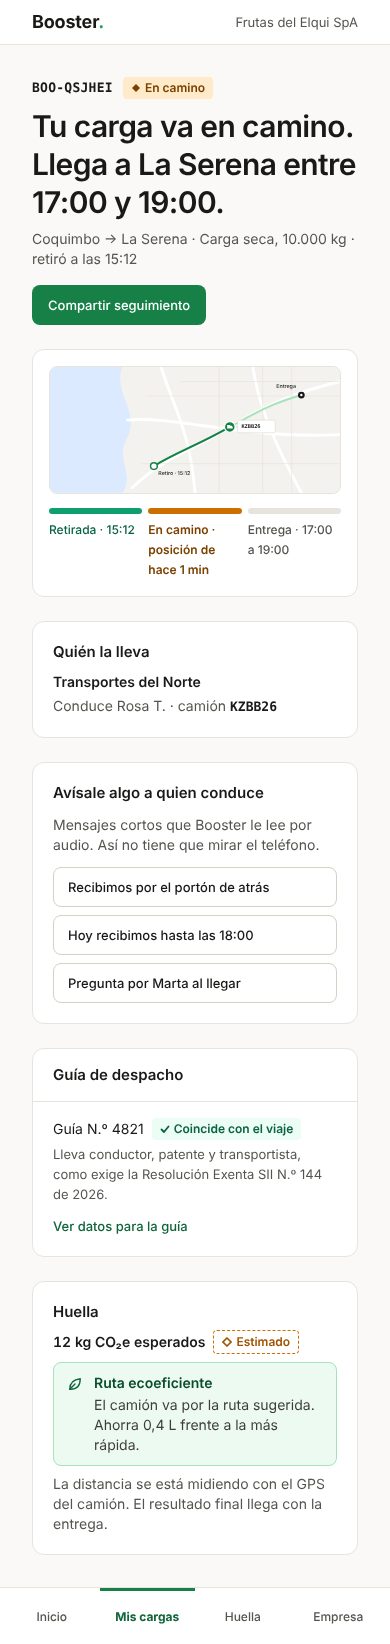 Booster.
Frutas del Elqui SpA
BOO-QSJHEI
En camino
Tu carga va en camino.
Llega a La Serena entre
17:00 y 19:00.
Coquimbo → La Serena · Carga seca, 10.000 kg ·
retiró a las 15:12
Compartir seguimiento
Entrega
KZBB26
Retiro · 15:12
Retirada · 15:12
En camino ·
posición de
hace 1 min
Entrega · 17:00
a 19:00
Quién la lleva
Transportes del Norte
Conduce Rosa T. · camión KZBB26
Avísale algo a quien conduce
Mensajes cortos que Booster le lee por
audio. Así no tiene que mirar el teléfono.
Recibimos por el portón de atrás
Hoy recibimos hasta las 18:00
Pregunta por Marta al llegar
Guía de despacho
Guía N.º 4821
Coincide con el viaje
Lleva conductor, patente y transportista,
como exige la Resolución Exenta SII N.º 144
de 2026.
Ver datos para la guía
Huella
12 kg CO₂e esperados
Estimado
Ruta ecoeficiente
El camión va por la ruta sugerida.
Ahorra 0,4 L frente a la más
rápida.
La distancia se está midiendo con el GPS
del camión. El resultado final llega con la
entrega.
Inicio
Mis cargas
Huella
Empresa